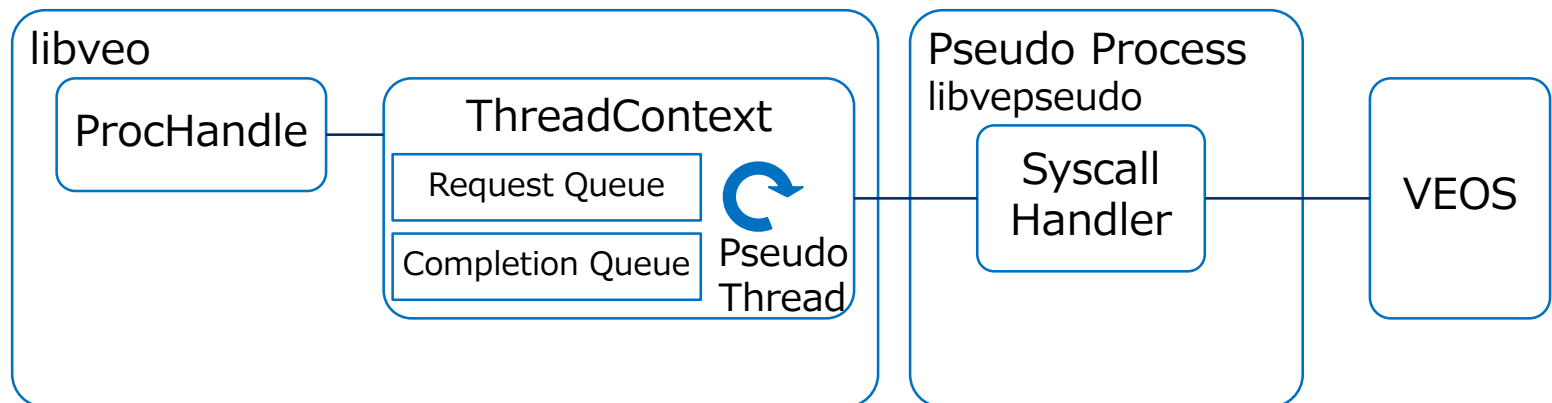 libveo
ProcHandle
ThreadContext
Request Queue
Completion Queue
Pseudo
Thread
Pseudo Process
libvepseudo
Syscall
Handler
VEOS